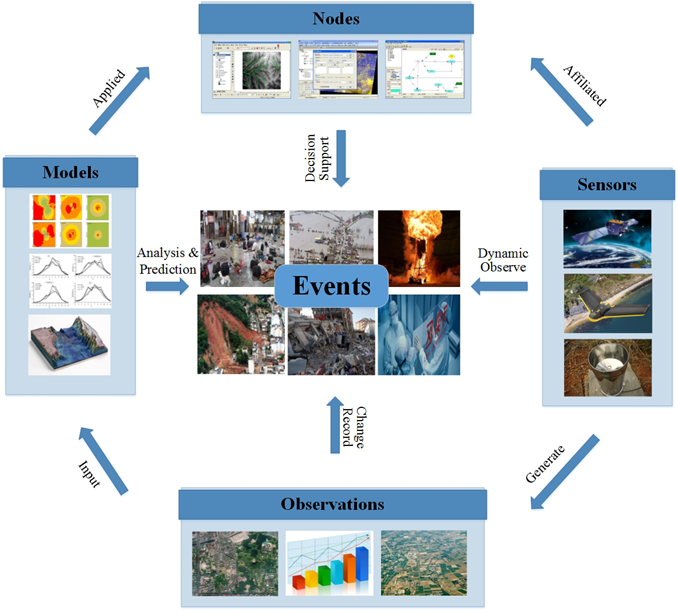 Nodes
Applied
Affiliated
Decision
Support
Models
Sensors
Analysis &
Prediction
Events
Dynamic
Observe
Change
Record
Input
Generate
Observations